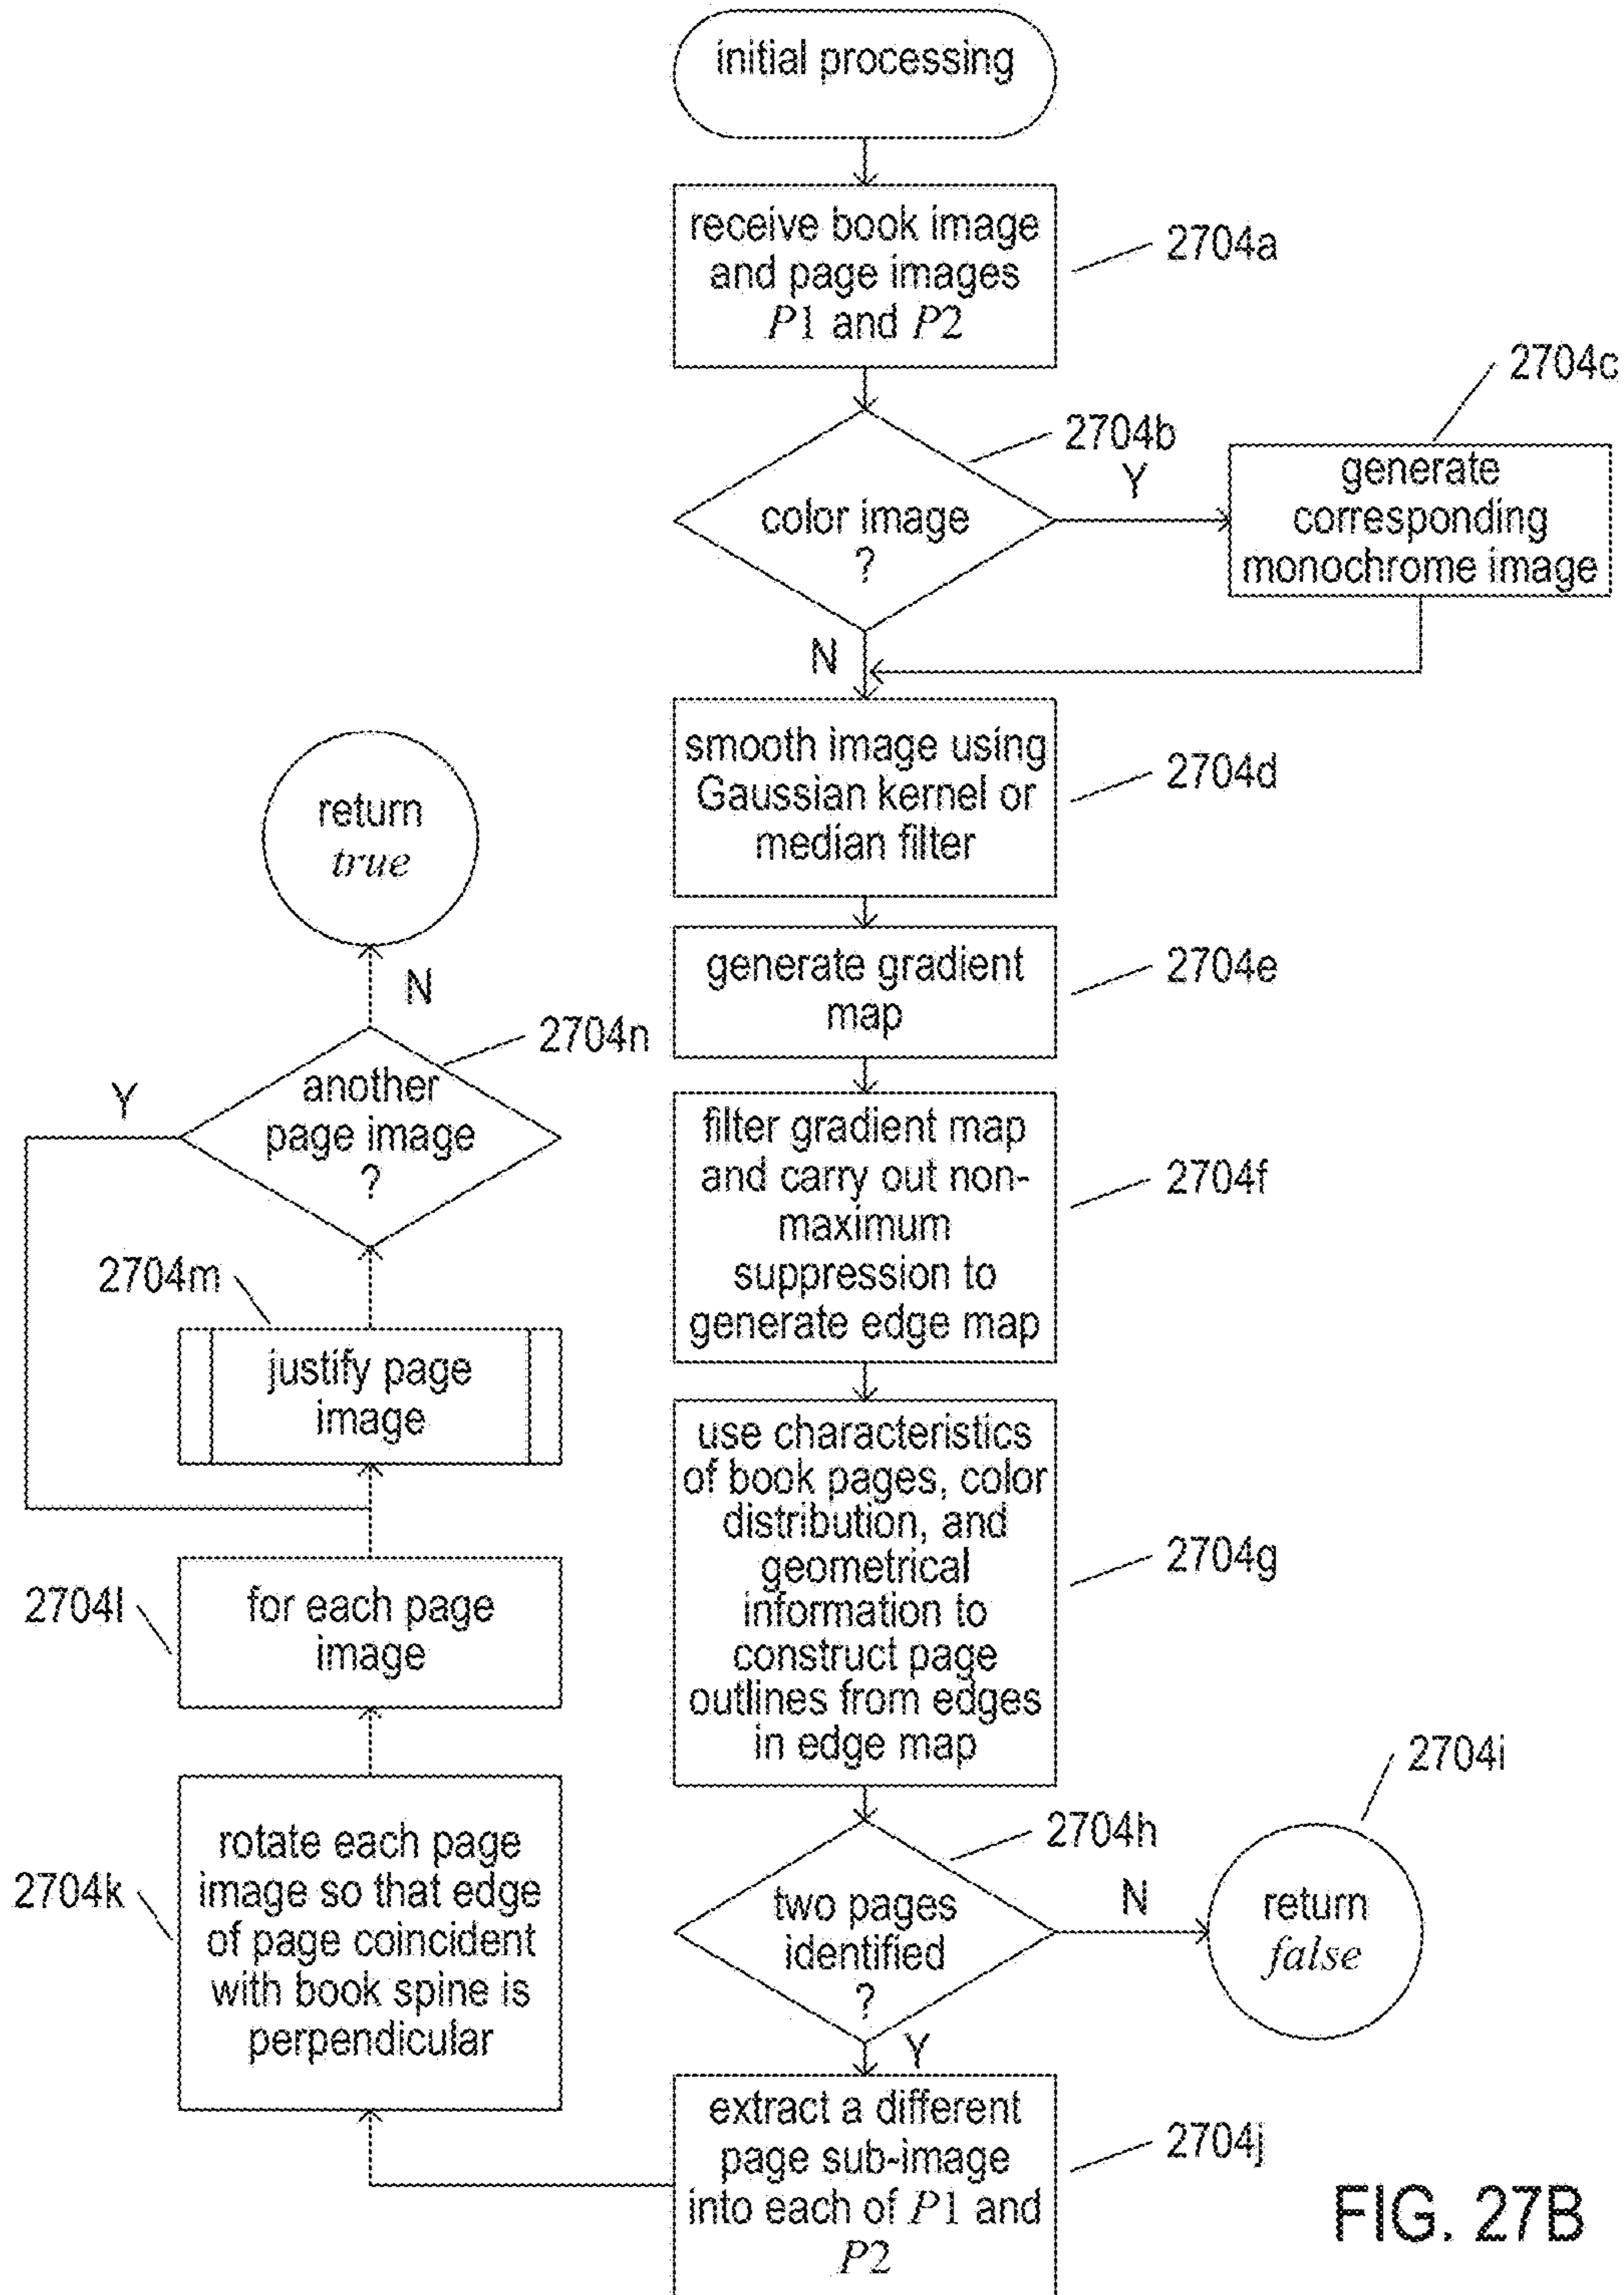 initial processing
receive book image
and page images
P1 and P2
2704a
color image
?
2704b
Y
2704c
generate
corresponding
monochrome image
N
smooth image using
Gaussian kernel or
median filter
2704d
generate gradient
map
2704e
filter gradient map
and carry out non-
maximum
suppression to
generate edge map
2704f
use characteristics
of book pages, color
distribution, and
geometrical
information to
construct page
outlines from edges
in edge map
2704g
two pages
identified
?
2704h
N
2704i
return
false
Y
extract a different
page sub-image
into each of P1 and
P2
2704j
rotate each page
image so that edge
of page coincident
with book spine is
perpendicular
2704k
for each page
image
2704l
justify page
image
2704m
another
page image
?
2704n
Y
N
return
true
FIG. 27B